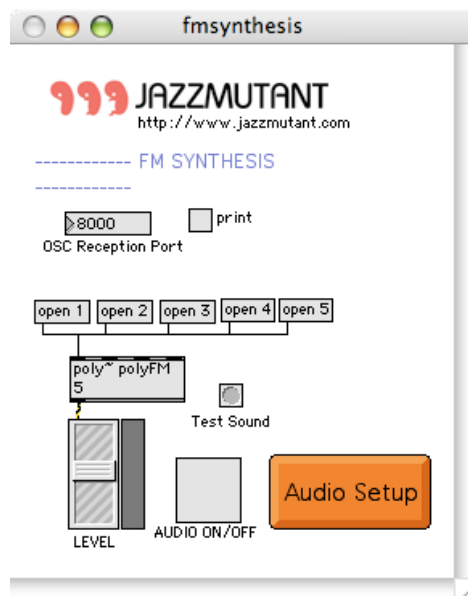 fmsynthesis
JAZZMUTANT
http://www.jazzmutant.com
------------ FM SYNTHESIS
------------
8000
print
OSC Reception Port
open 1 open 2 open 3 open 4 open 5
poly~ polyFM
5
Test Sound
Audio Setup
AUDIO ON/OFF
LEVEL